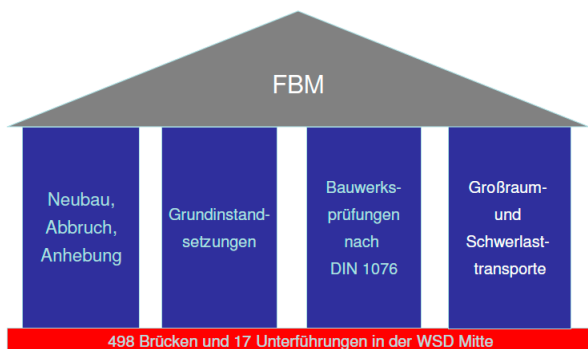 FBM
Neubau,
Abbruch,
Anhebung
Grundinstand-
setzungen
Bauwerks-
prüfungen
nach
DIN 1076
Großraum-
und
Schwerlast-
transporte
498 Brücken und 17 Unterführungen in der WSD Mitte